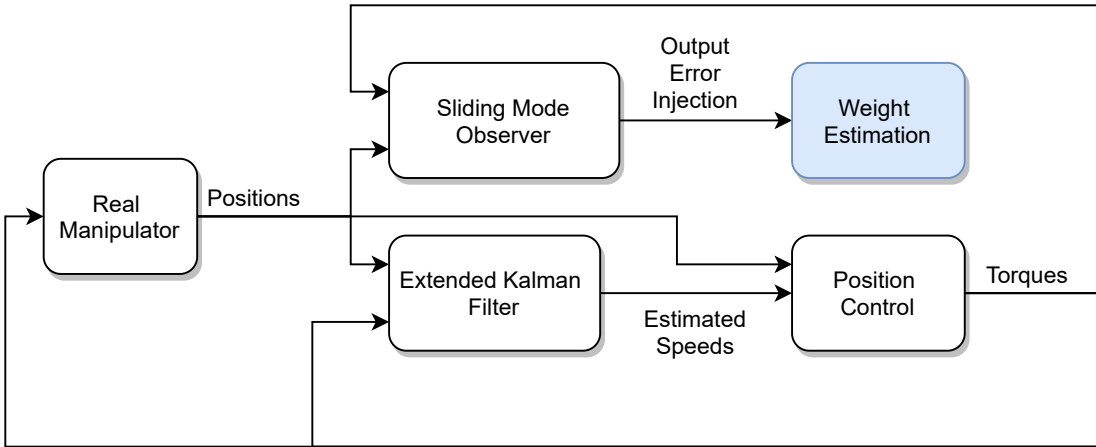 Output
Error
Injection
Sliding Mode
Observer
Weight
Estimation
Real
Manipulator
Positions
Extended Kalman
Filter
Estimated
Speeds
Position
Control
Torques